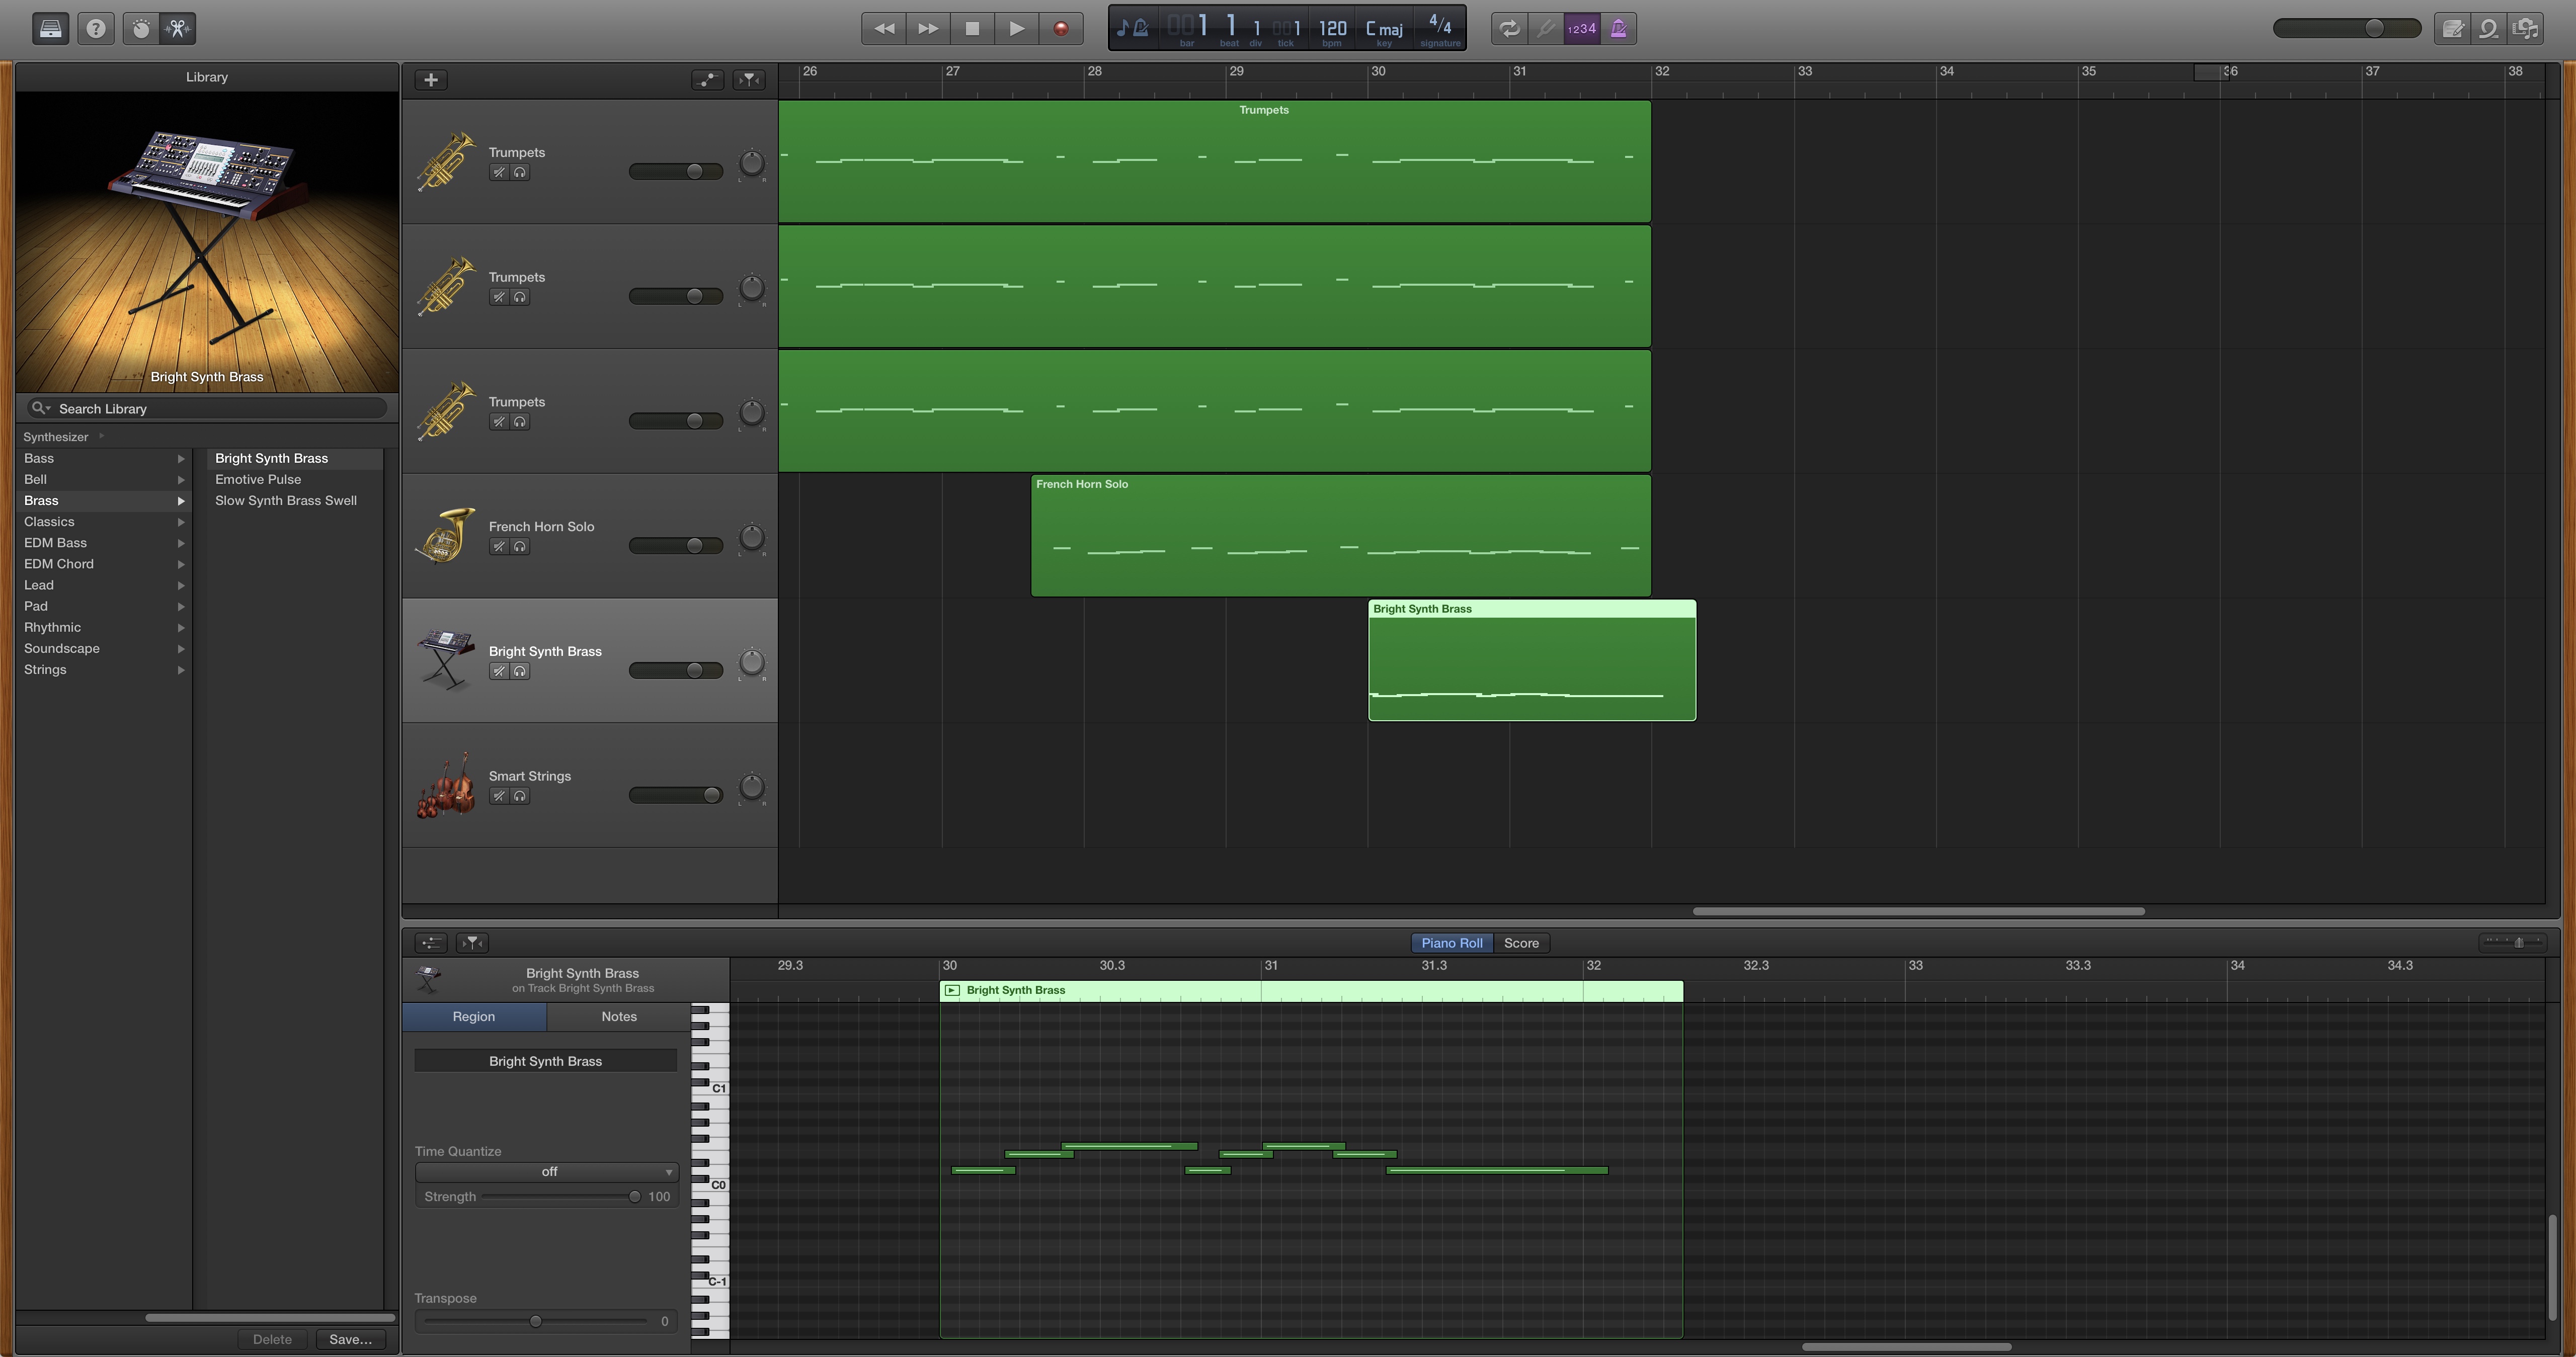 001 1 1 001 120 C maj 4/4
bar beat div tick bpm key signature
1234
Library
Bright Synth Brass
Search Library
Synthesizer
Bass
Bell
Brass
Classics
EDM Bass
EDM Chord
Lead
Pad
Rhythmic
Soundscape
Strings
Bright Synth Brass
Emotive Pulse
Slow Synth Brass Swell
Delete Save...
26 27 28 29 30 31 32 33 34 35 36 37 38
Trumpets
L R
Trumpets
Trumpets
L R
Trumpets
L R
French Horn Solo
L R
French Horn Solo
Bright Synth Brass
L R
Bright Synth Brass
Smart Strings
L R
Piano Roll Score
Bright Synth Brass
on Track Bright Synth Brass
29.3 30 30.3 31 31.3 32 32.3 33 33.3 34 34.3
Bright Synth Brass
Region Notes
Bright Synth Brass
Time Quantize
off
Strength 100
Transpose
0
C1
C0
C-1